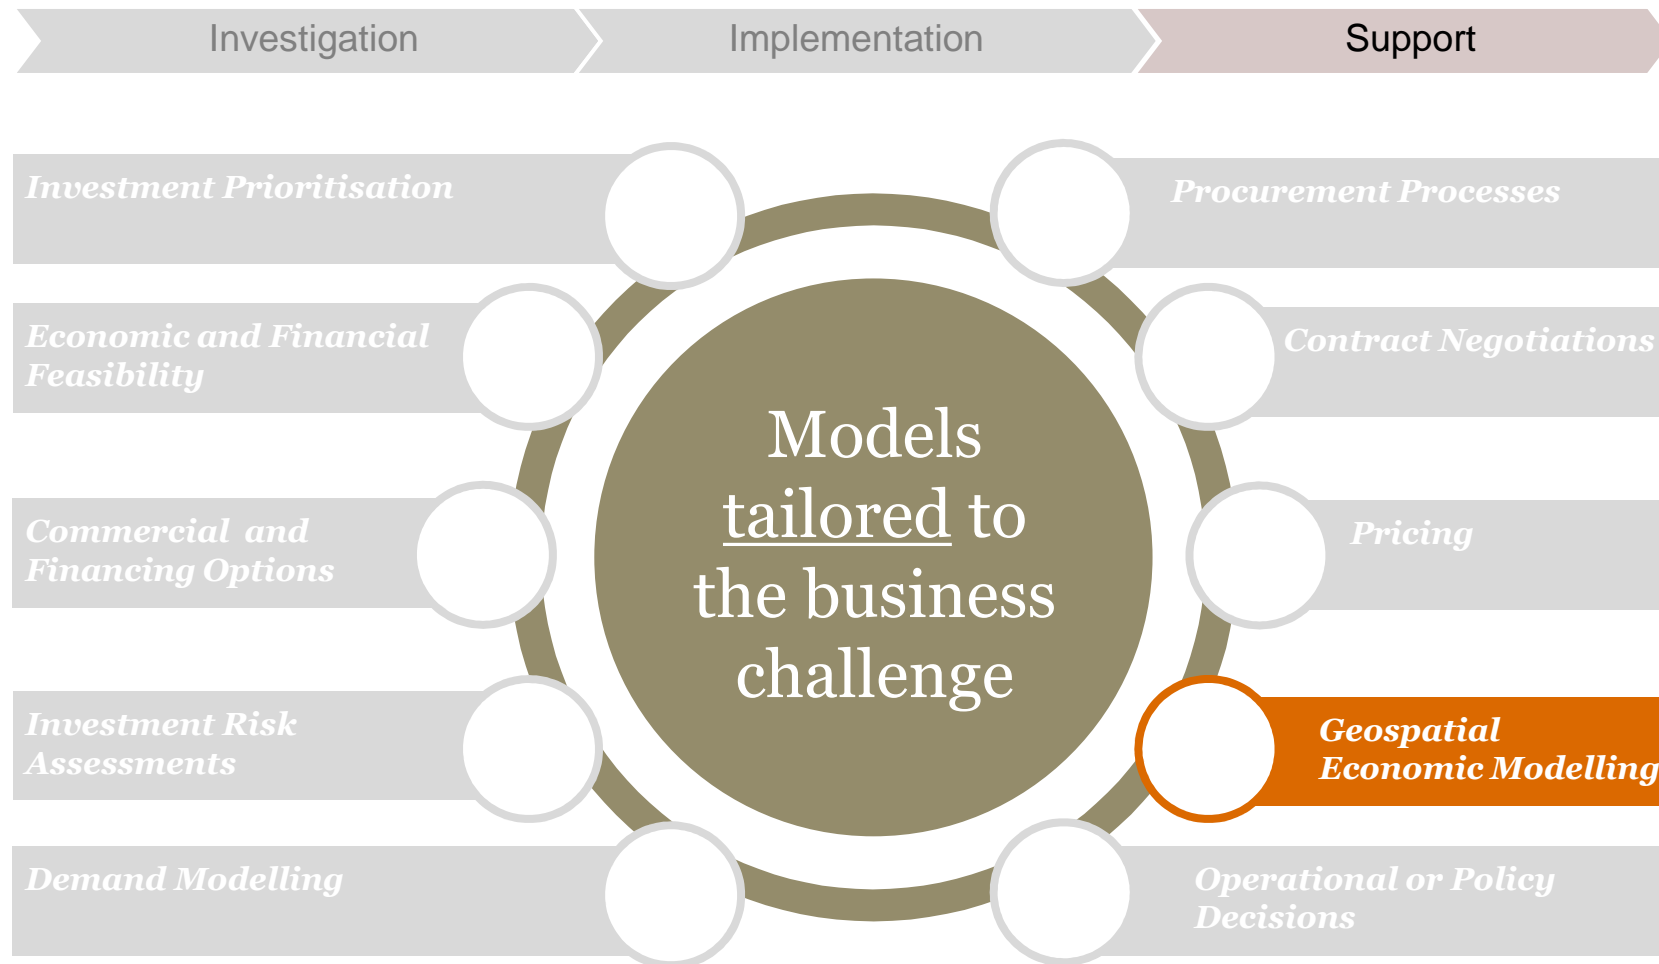 Investigation
Implementation
Support
Investment Prioritisation
Economic and Financial
Feasibility
Commercial  and
Financing Options
Investment Risk
Assessments
Demand Modelling
Models
tailored to
the business
challenge
Procurement Processes
Contract Negotiations
Pricing
Geospatial
Economic Modelling
Operational or Policy
Decisions